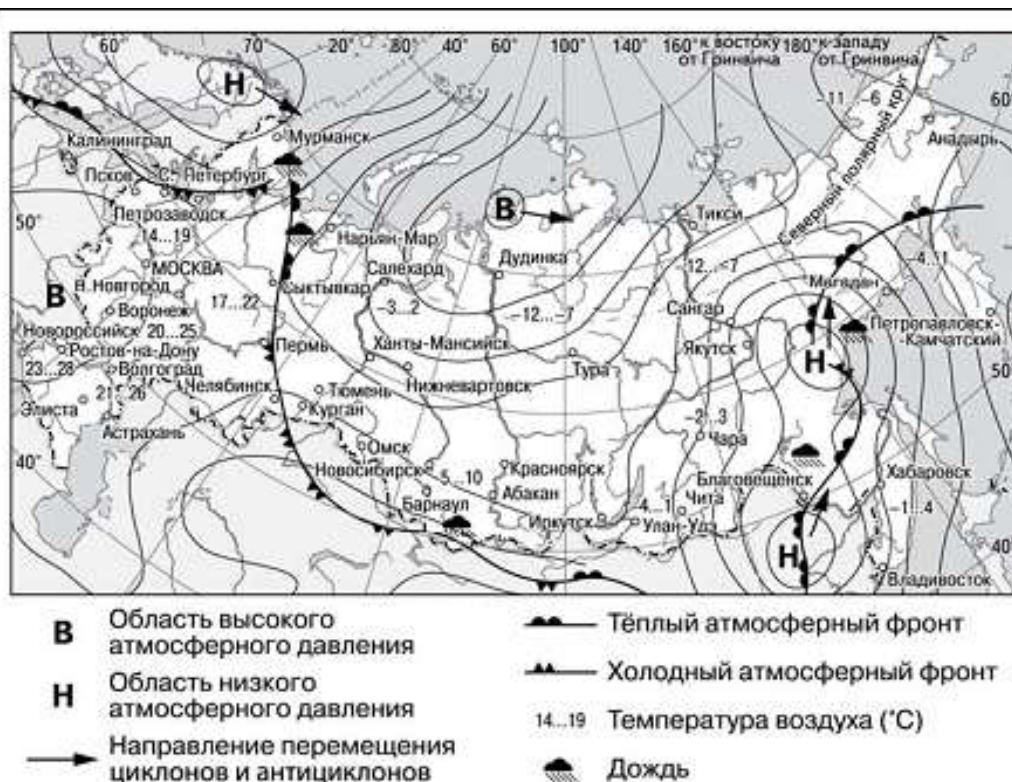 60° 70° 20° 30° 40° 60° 100° 140° 160° к востоку 180° к западу
от Гринвича от Гринвича
Н
–11...–6
60°
Мурманск
Калининград
Анадырь
Северный полярный круг
Псков С.-Петербург
В
50°
Петрозаводск
Тикси
14...19
Нарьян-Мар
Дудинка
МОСКВА
Салехард
–12...–7
–4...1
В
Н. Новгород
Сыктывкар
Магадан
17...22
–3...2
–12...–7
Сангар
Воронеж
Петропавловск-
Камчатский
Новороссийск 20...25
Ростов-на-Дону
Пермь
Ханты-Мансийск
Якутск
Н
23...28
Волгоград
Тура
50°
Челябинск
Тюмень
Нижневартовск
Элиста
21...26
Курган
–2...3
Чара
Астрахань
Омск
Хабаровск
40°
Новосибирск
5...10
Красноярск
Благовещенск
Барнаул
Абакан
–4...1
Чита
–1...4
Иркутск
Улан-Удэ
40°
Н
Владивосток
В Область высокого
атмосферного давления
Н Область низкого
атмосферного давления
Направление перемещения
циклонов и антициклонов
Тёплый атмосферный фронт
Холодный атмосферный фронт
14...19 Температура воздуха (°С)
Дождь